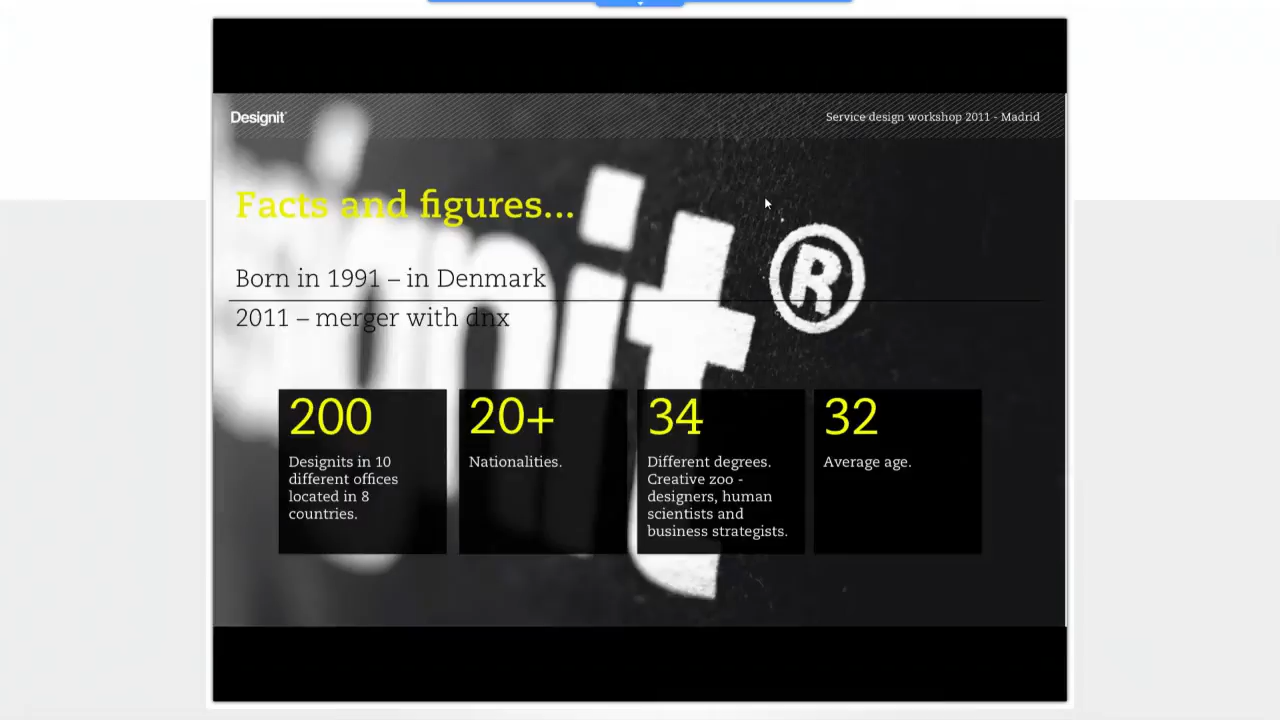 Designit®
Service design workshop 2011 - Madrid
Facts and figures...
Born in 1991 – in Denmark
2011 – merger with dnx
200
Designits in 10
different offices
located in 8
countries.
20+
Nationalities.
34
Different degrees.
Creative zoo -
designers, human
scientists and
business strategists.
32
Average age.
nit®